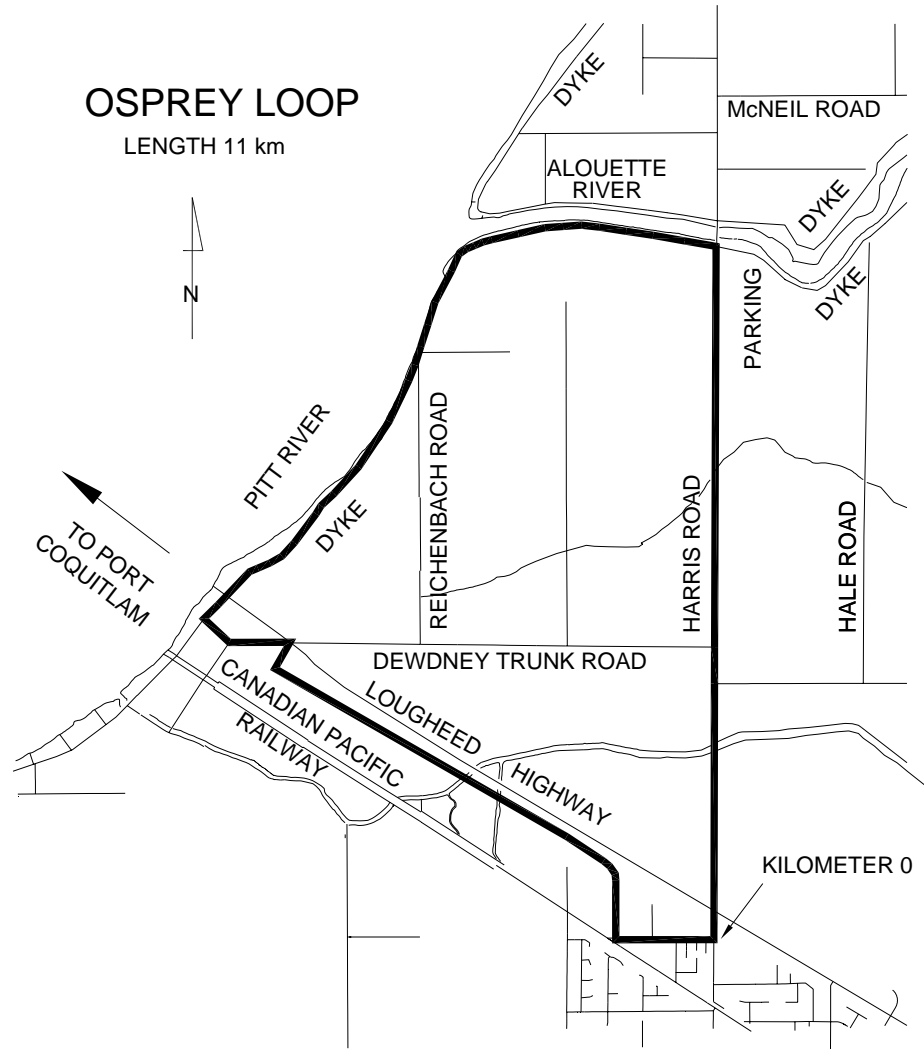 OSPREY LOOP
LENGTH 11 km
N
DYKE
McNEIL ROAD
ALOUETTE
RIVER
DYKE
DYKE
PARKING
PITT RIVER
DYKE
REICHENBACH ROAD
HARRIS ROAD
HALE ROAD
TO PORT
COQUITLAM
DEWDNEY TRUNK ROAD
CANADIAN PACIFIC
RAILWAY
LOUGHEED
HIGHWAY
KILOMETER 0